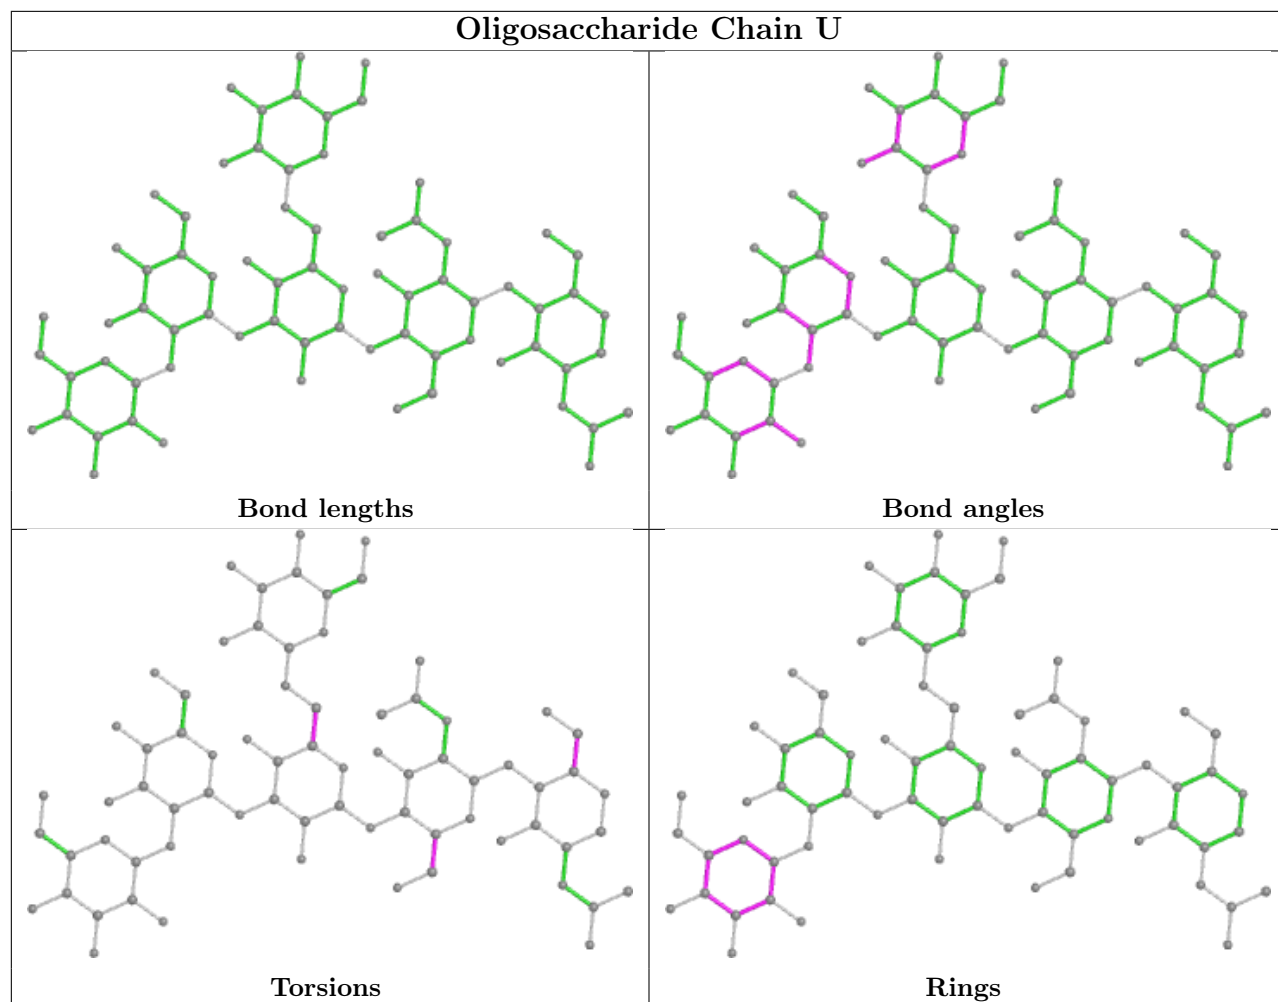 Oligosaccharide Chain U
Bond lengths
Bond angles
Torsions
Rings